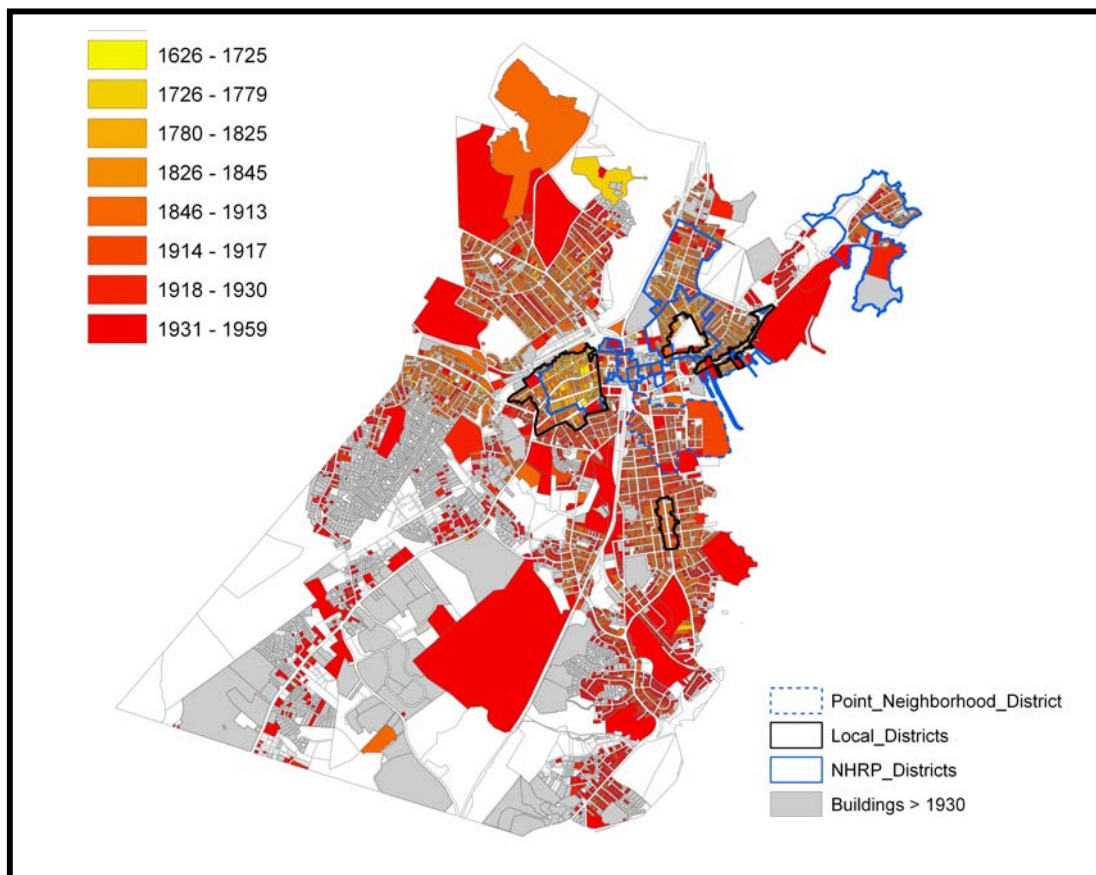 1626 - 1725
1726 - 1779
1780 - 1825
1826 - 1845
1846 - 1913
1914 - 1917
1918 - 1930
1931 - 1959
Point_Neighborhood_District
Local_Districts
NHRP_Districts
Buildings > 1930